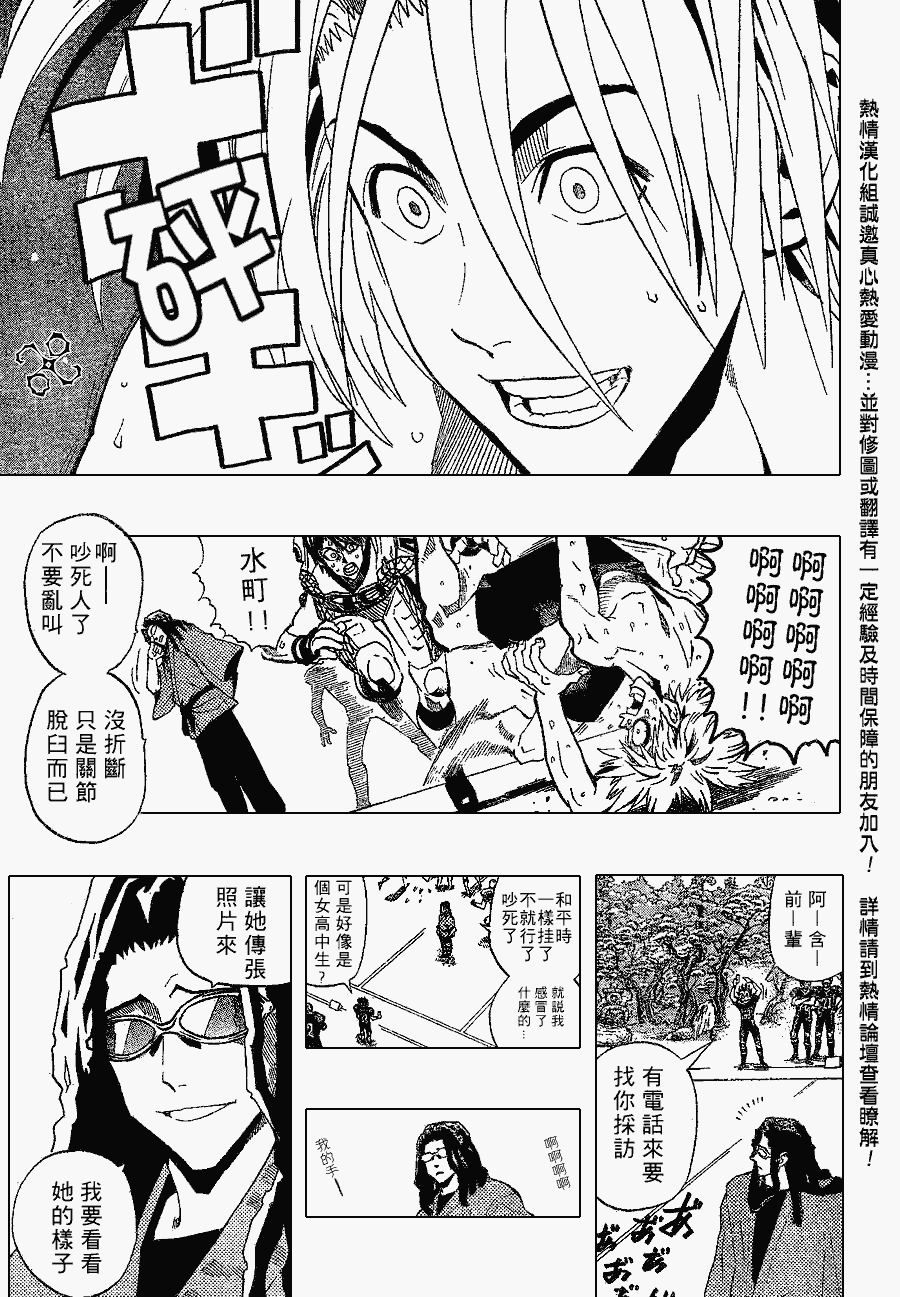 熱情漢化組誠邀真心熱愛動漫…並對修圖或翻譯有一定經驗及時間保障的朋友加入！ 詳情請到熱情論壇查看瞭解！
砰
啊啊啊啊啊
啊啊啊啊!!
水町!!
啊—
吵死人了
不要亂叫
沒折斷
只是關節
脫臼而已
阿—含—
前—輩
有電話來要
找你採訪
和平時
一樣挂了
不就行了
吵死了
就説我
感冒了
什麼的…
可是好像是
個女高中生?
啊啊啊啊
我的手—
讓她傳張
照片來
我要看看
她的樣子